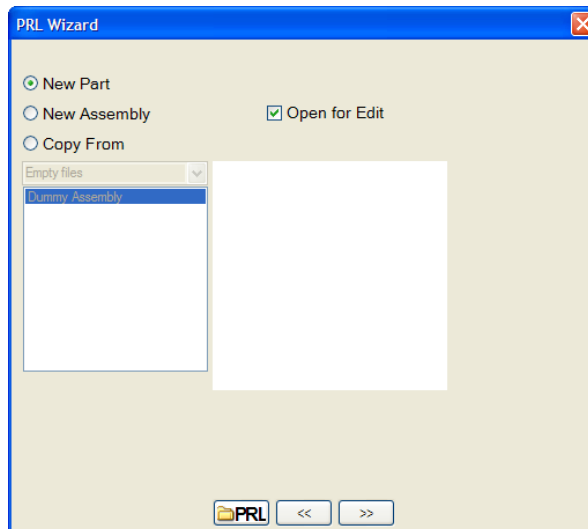 PRL Wizard
New Part
New Assembly
Open for Edit
Copy From
Empty files
Dummy Assembly
PRL
<<
>>